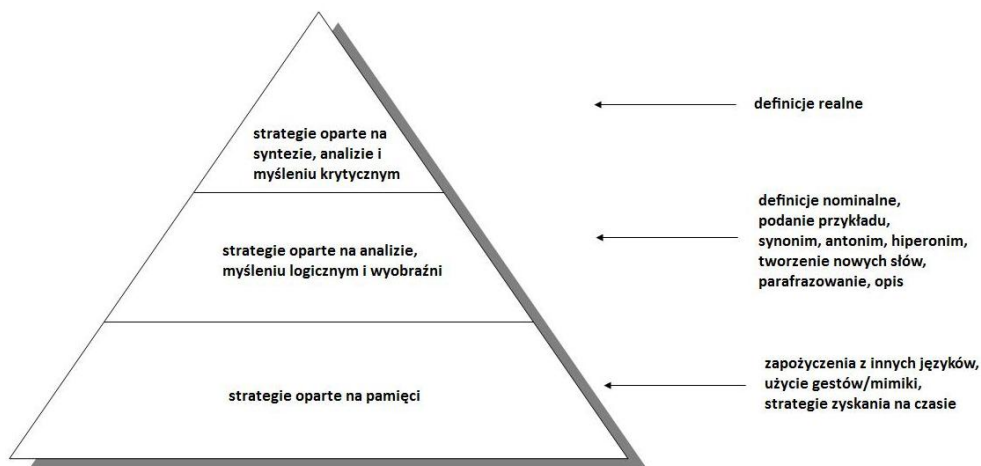 definicje realne
strategie oparte na
syntezie, analizie i
myśleniu krytycznym
definicje nominalne,
podanie przykładu,
synonim, antonim, hiperonim,
tworzenie nowych słów,
parafrazowanie, opis
strategie oparte na analizie,
myśleniu logicznym i wyobraźni
zapożyczenia z innych języków,
użycie gestów/mimiki,
strategie zyskania na czasie
strategie oparte na pamięci